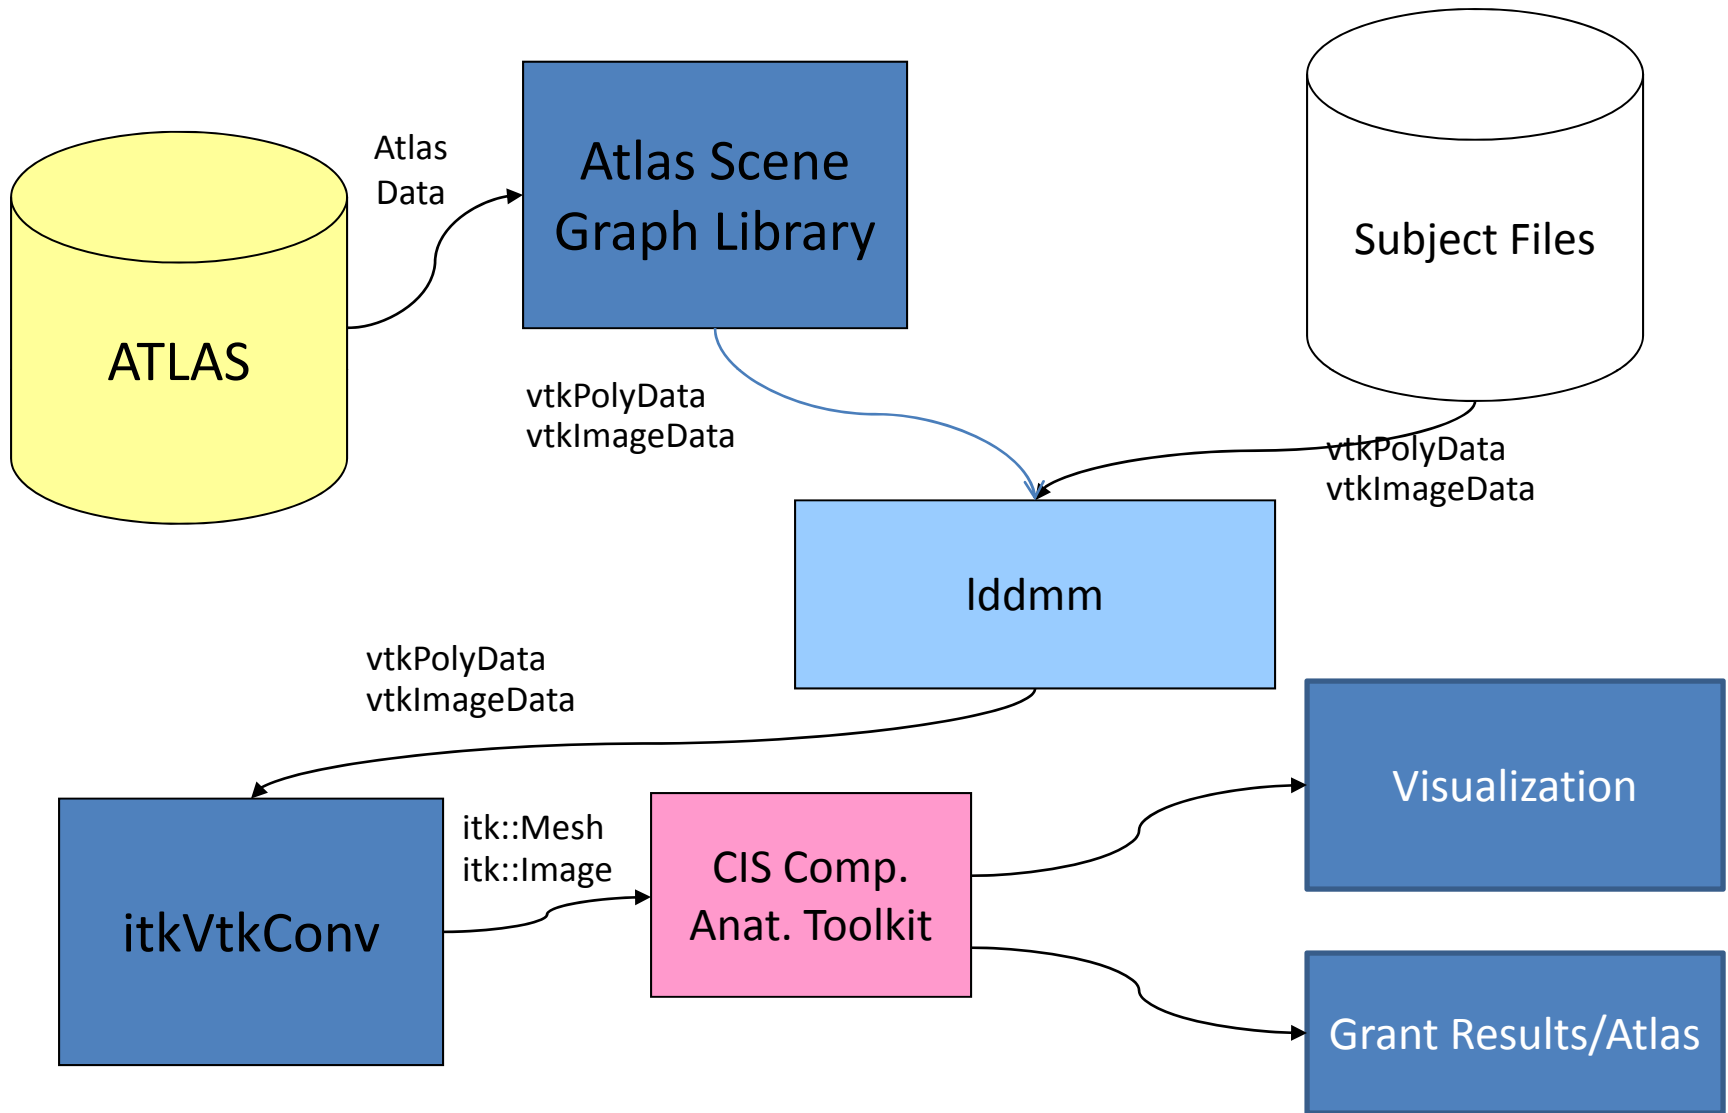 Atlas
Data
Atlas Scene
Graph Library
Subject Files
ATLAS
vtkPolyData
vtkImageData
vtkPolyData
vtkImageData
lddmm
vtkPolyData
vtkImageData
Visualization
itk::Mesh
itk::Image
CIS Comp.
Anat. Toolkit
itkVtkConv
Grant Results/Atlas